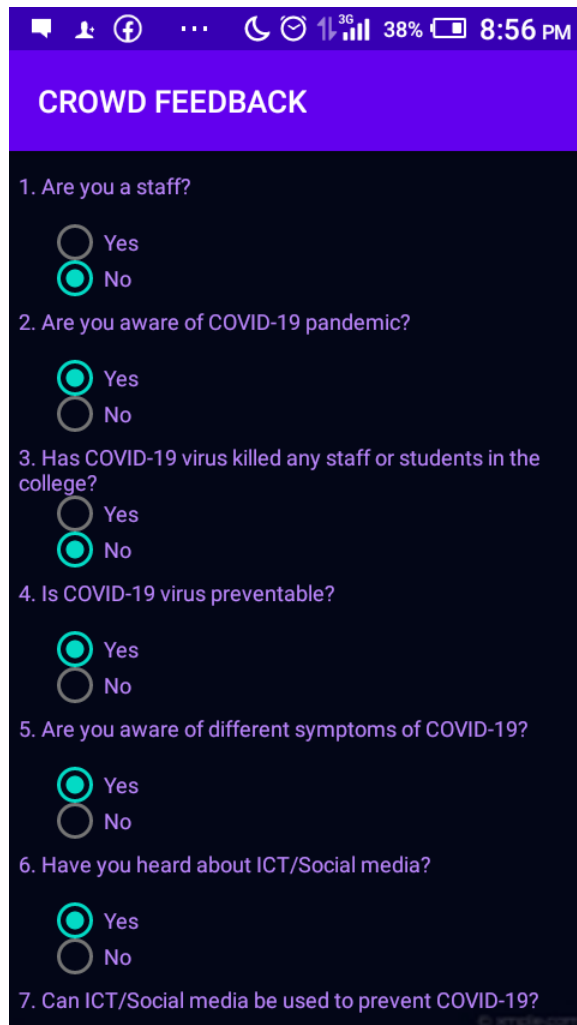 3G 38% 8:56 PM
CROWD FEEDBACK
1. Are you a staff?
Yes
No
2. Are you aware of COVID-19 pandemic?
Yes
No
3. Has COVID-19 virus killed any staff or students in the
college?
Yes
No
4. Is COVID-19 virus preventable?
Yes
No
5. Are you aware of different symptoms of COVID-19?
Yes
No
6. Have you heard about ICT/Social media?
Yes
No
7. Can ICT/Social media be used to prevent COVID-19?